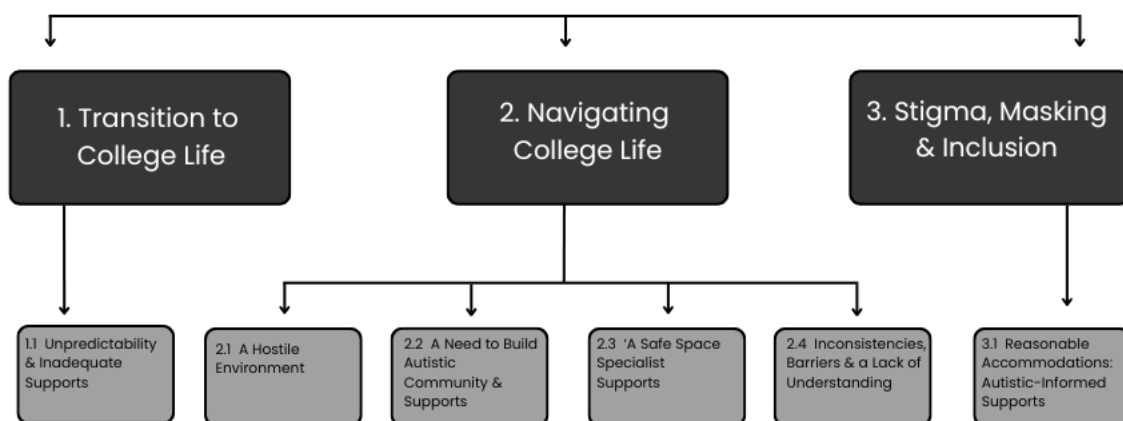 1. Transition to
College Life
2. Navigating
College Life
3. Stigma, Masking
& Inclusion
1.1 Unpredictability
& Inadequate
Supports
2.1 A Hostile
Environment
2.2 A Need to Build
Autistic
Community &
Supports
2.3 ‘A Safe Space
Specialist
Supports
2.4 Inconsistencies,
Barriers & a Lack of
Understanding
3.1 Reasonable
Accommodations:
Autistic-Informed
Supports